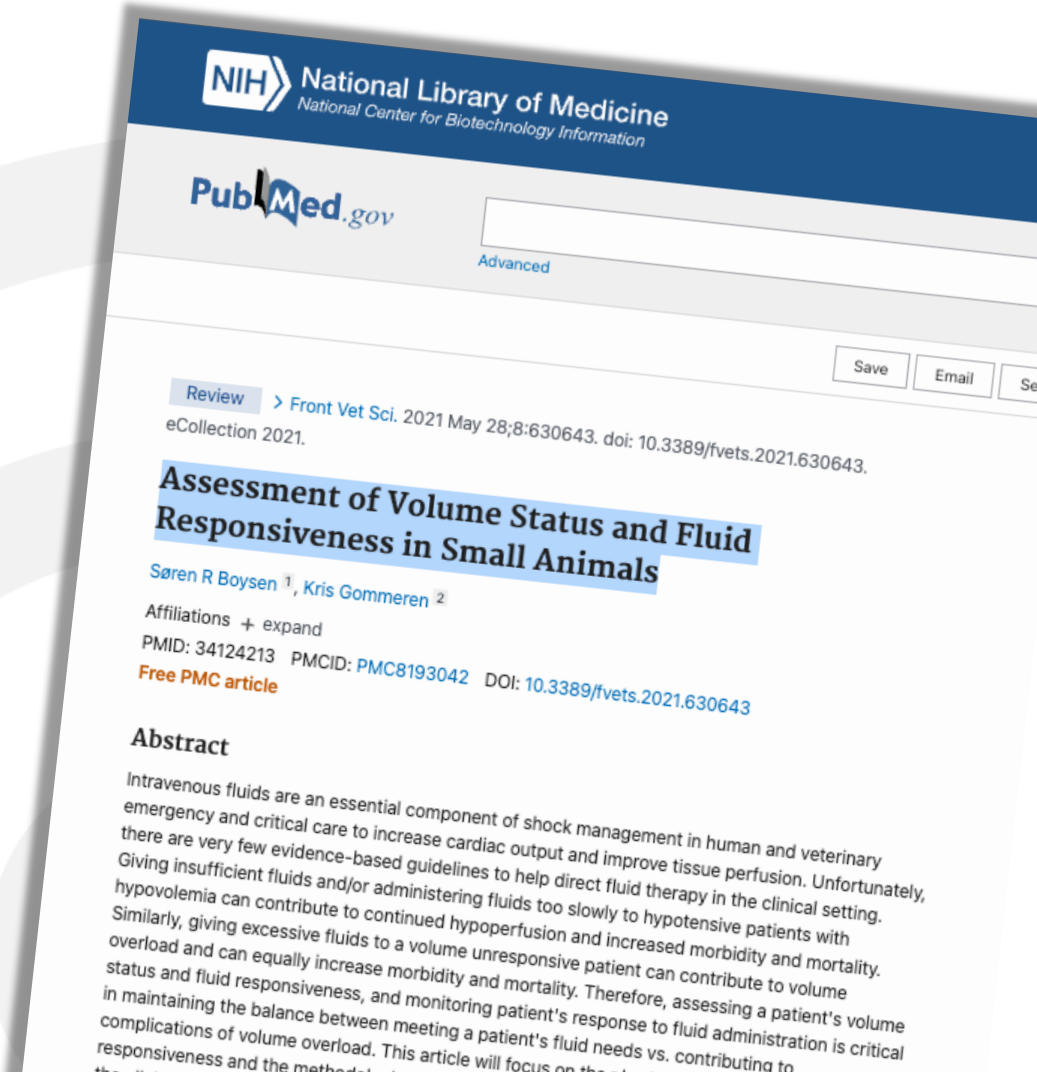 NIH National Library of Medicine
National Center for Biotechnology Information
PubMed.gov
Advanced
Save
Email
Se
Review > Front Vet Sci. 2021 May 28;8:630643. doi: 10.3389/fvets.2021.630643.
eCollection 2021.
Assessment of Volume Status and Fluid
Responsiveness in Small Animals
Søren R Boysen 1, Kris Gommeren 2
Affiliations + expand
PMID: 34124213 PMCID: PMC8193042 DOI: 10.3389/fvets.2021.630643
Free PMC article
Abstract
Intravenous fluids are an essential component of shock management in human and veterinary
emergency and critical care to increase cardiac output and improve tissue perfusion. Unfortunately,
there are very few evidence-based guidelines to help direct fluid therapy in the clinical setting.
Giving insufficient fluids and/or administering fluids too slowly to hypotensive patients with
hypovolemia can contribute to continued hypoperfusion and increased morbidity and mortality.
Similarly, giving excessive fluids to a volume unresponsive patient can contribute to volume
overload and can equally increase morbidity and mortality. Therefore, assessing a patient's volume
status and fluid responsiveness, and monitoring patient's response to fluid administration is critical
in maintaining the balance between meeting a patient's fluid needs vs. contributing to
complications of volume overload. This article will focus on the
responsiveness and the